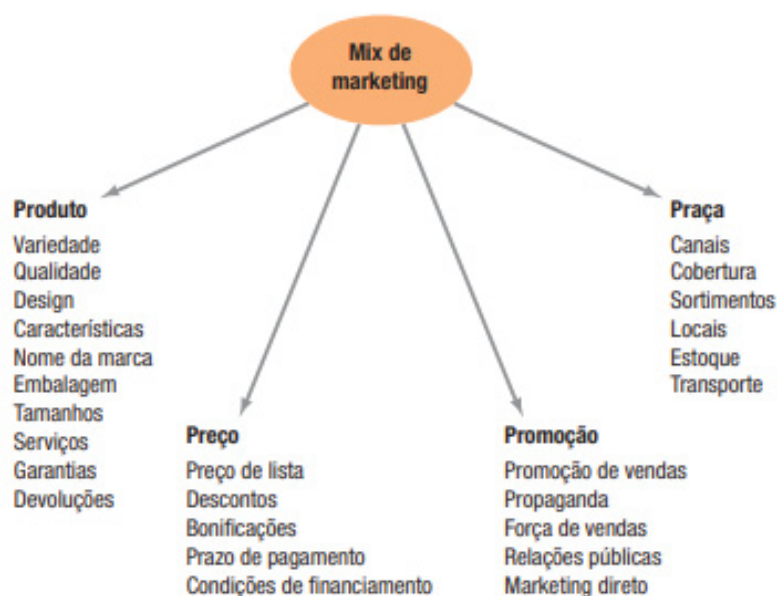 Mix de
marketing
Produto
Variedade
Qualidade
Design
Características
Nome da marca
Embalagem
Tamanhos
Serviços
Garantias
Devoluções
Preço
Preço de lista
Descontos
Bonificações
Prazo de pagamento
Condições de financiamento
Promoção
Promoção de vendas
Propaganda
Força de vendas
Relações públicas
Marketing direto
Praça
Canais
Cobertura
Sortimentos
Locais
Estoque
Transporte